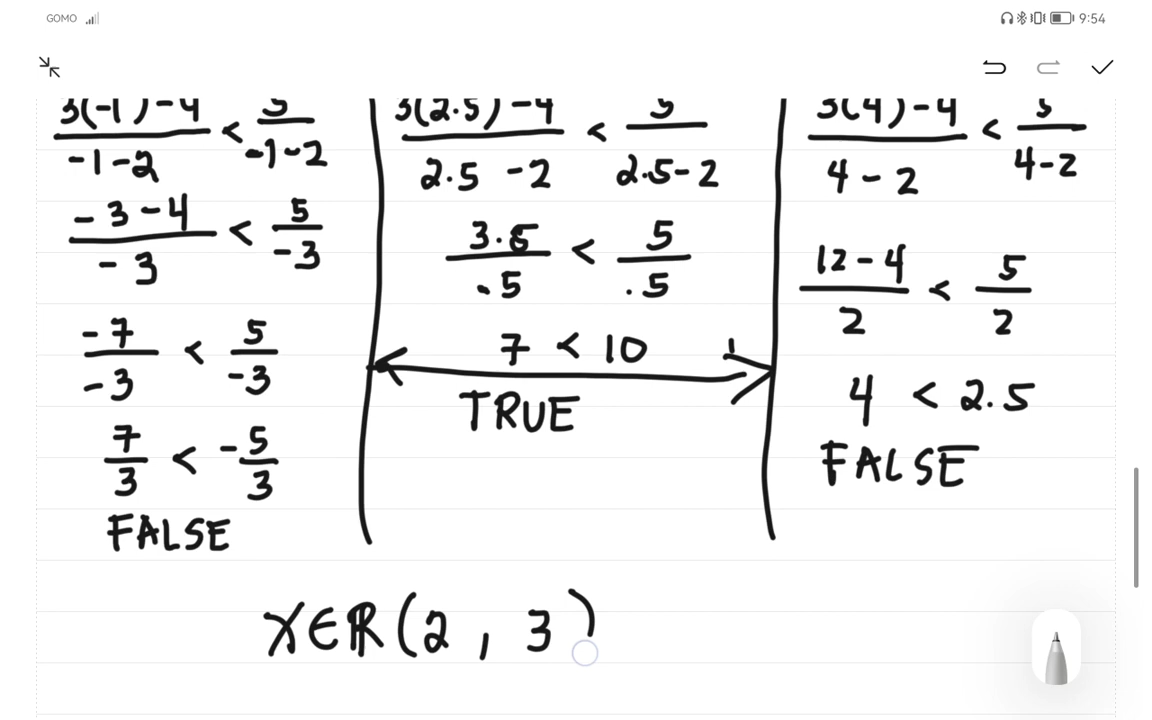 GOMO 9:54
3(-1)-4 / -1-2 < 5 / -1-2
-3-4 / -3 < 5 / -3
-7 / -3 < 5 / -3
7/3 < -5/3
FALSE
3(2.5)-4 / 2.5-2 < 5 / 2.5-2
3.5 / .5 < 5 / .5
7 < 10
TRUE
3(4)-4 / 4-2 < 5 / 4-2
12-4 / 2 < 5 / 2
4 < 2.5
FALSE
X∈ℝ(2, 3)